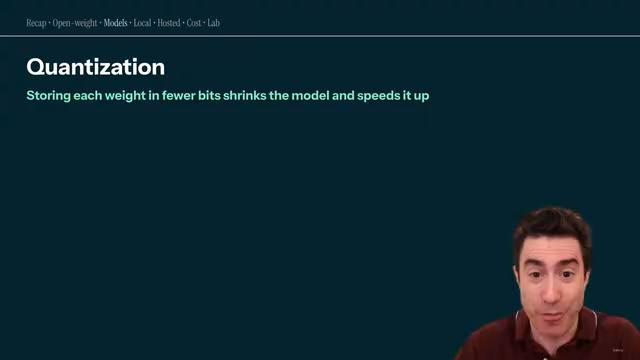 Recap • Open-weight • Models • Local • Hosted • Cost • Lab
Quantization
Storing each weight in fewer bits shrinks the model and speeds it up